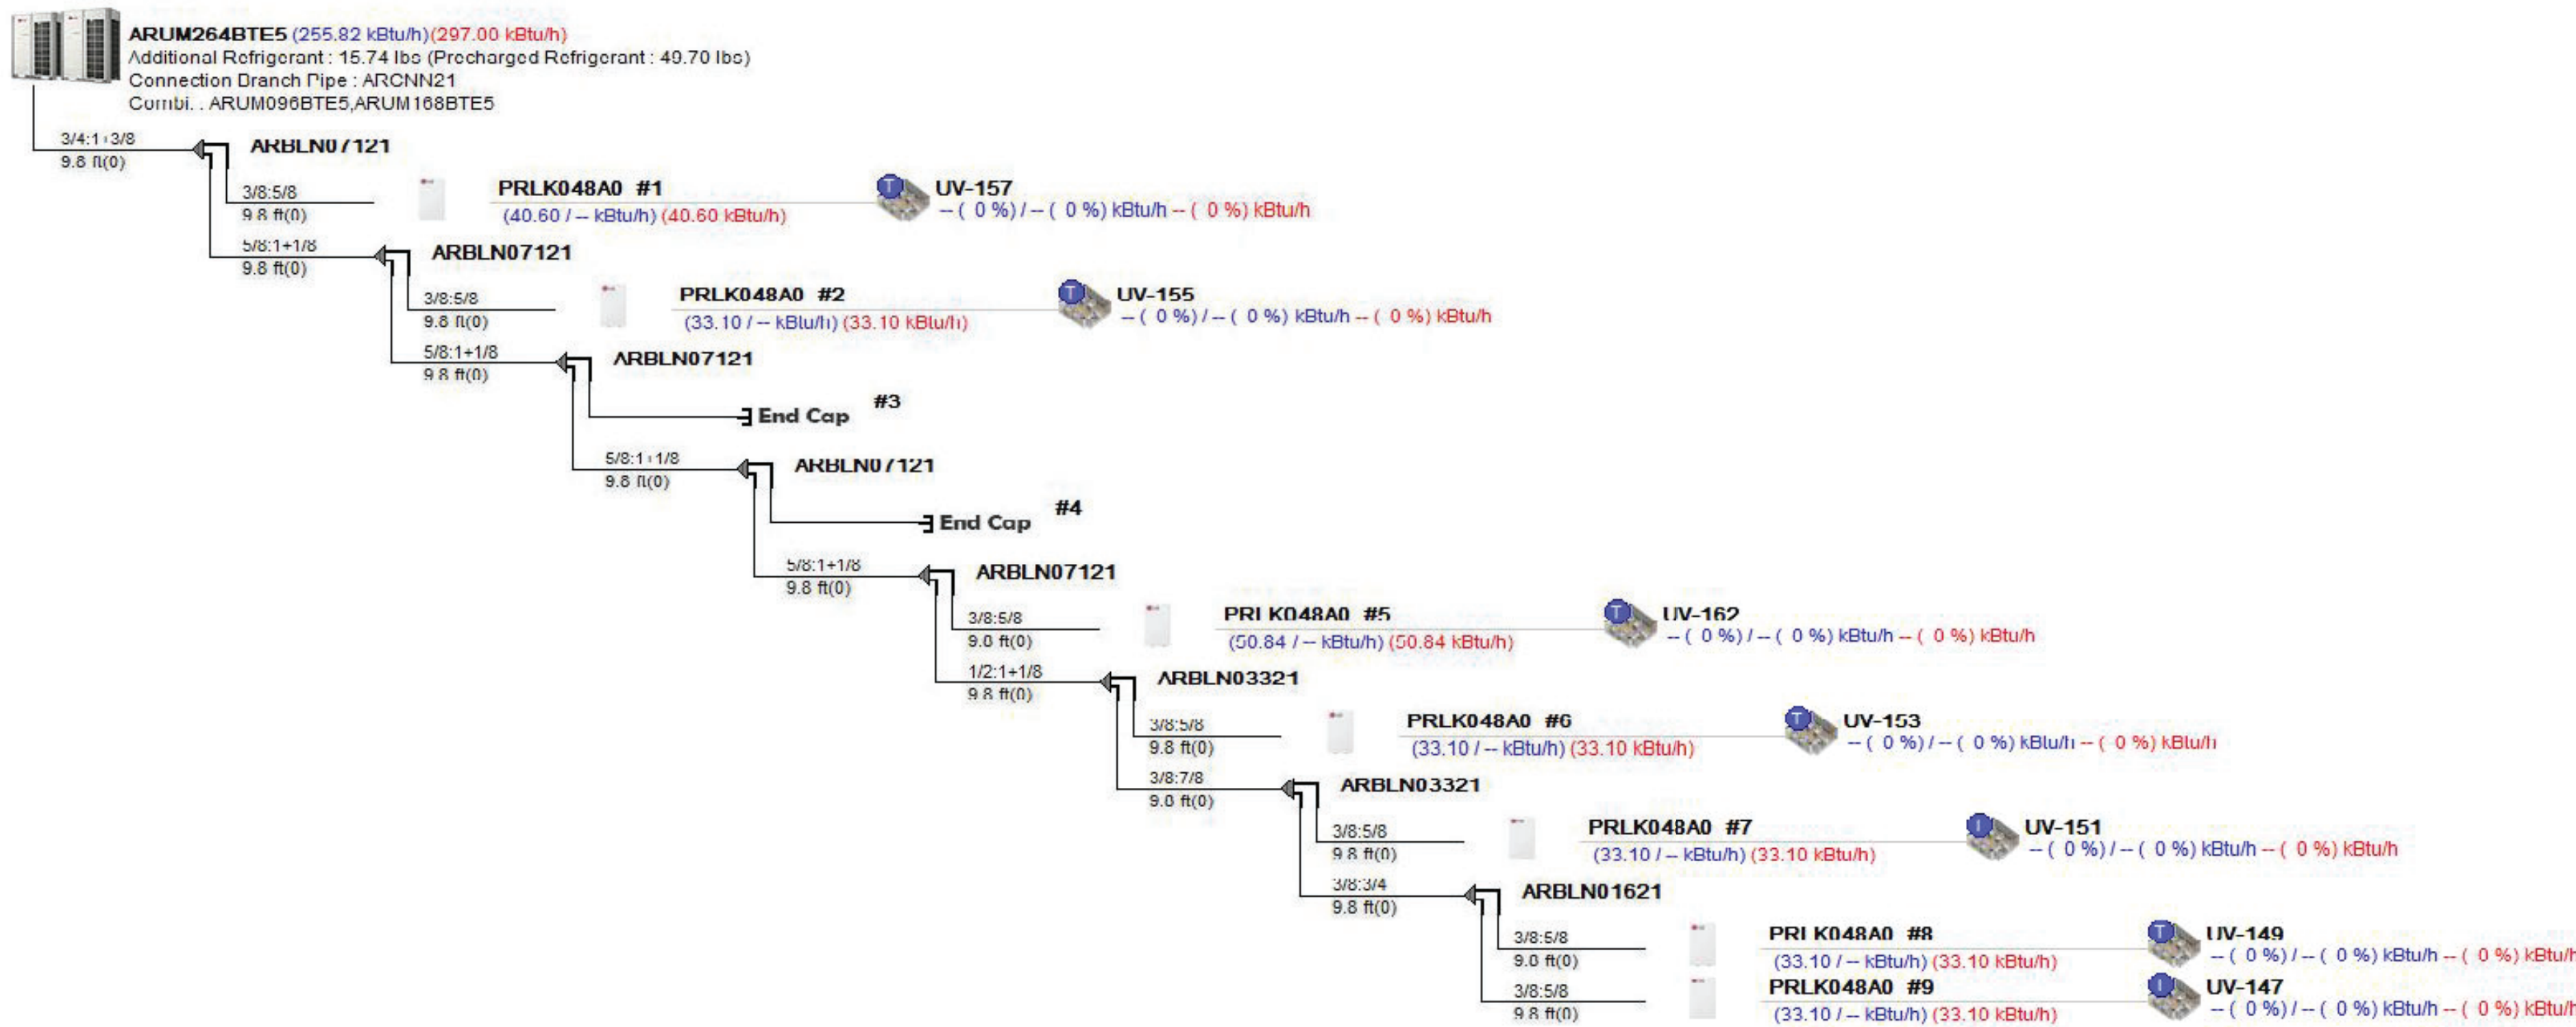 ARUM264BTE5 (255.82 kBtu/h)(297.00 kBtu/h)
Additional Refrigerant : 15.74 lbs (Precharged Refrigerant : 49.70 lbs)
Connection Branch Pipe : ARCNN21
Combi. : ARUM096BTE5,ARUM168BTE5
3/4:1+3/8
9.8 ft(0)
ARBLN07121
3/8:5/8
9.8 ft(0)
PRLK048A0 #1
(40.60 / -- kBtu/h) (40.60 kBtu/h)
T
UV-157
-- ( 0 %) / -- ( 0 %) kBtu/h -- ( 0 %) kBtu/h
5/8:1+1/8
9.8 ft(0)
ARBLN07121
3/8:5/8
9.8 ft(0)
PRLK048A0 #2
(33.10 / -- kBtu/h) (33.10 kBtu/h)
T
UV-155
-- ( 0 %) / -- ( 0 %) kBtu/h -- ( 0 %) kBtu/h
5/8:1+1/8
9.8 ft(0)
ARBLN07121
End Cap #3
5/8:1+1/8
9.8 ft(0)
ARBLN07121
End Cap #4
5/8:1+1/8
9.8 ft(0)
ARBLN07121
3/8:5/8
9.8 ft(0)
PRLK048A0 #5
(50.84 / -- kBtu/h) (50.84 kBtu/h)
T
UV-162
-- ( 0 %) / -- ( 0 %) kBtu/h -- ( 0 %) kBtu/h
1/2:1+1/8
9.8 ft(0)
ARBLN03321
3/8:5/8
9.8 ft(0)
PRLK048A0 #6
(33.10 / -- kBtu/h) (33.10 kBtu/h)
T
UV-153
-- ( 0 %) / -- ( 0 %) kBtu/h -- ( 0 %) kBtu/h
3/8:7/8
9.8 ft(0)
ARBLN03321
3/8:5/8
9.8 ft(0)
PRLK048A0 #7
(33.10 / -- kBtu/h) (33.10 kBtu/h)
T
UV-151
-- ( 0 %) / -- ( 0 %) kBtu/h -- ( 0 %) kBtu/h
3/8:3/4
9.8 ft(0)
ARBLN01621
3/8:5/8
9.8 ft(0)
PRLK048A0 #8
(33.10 / -- kBtu/h) (33.10 kBtu/h)
T
UV-149
-- ( 0 %) / -- ( 0 %) kBtu/h -- ( 0 %) kBtu/h
3/8:5/8
9.8 ft(0)
PRLK048A0 #9
(33.10 / -- kBtu/h) (33.10 kBtu/h)
T
UV-147
-- ( 0 %) / -- ( 0 %) kBtu/h -- ( 0 %) kBtu/h